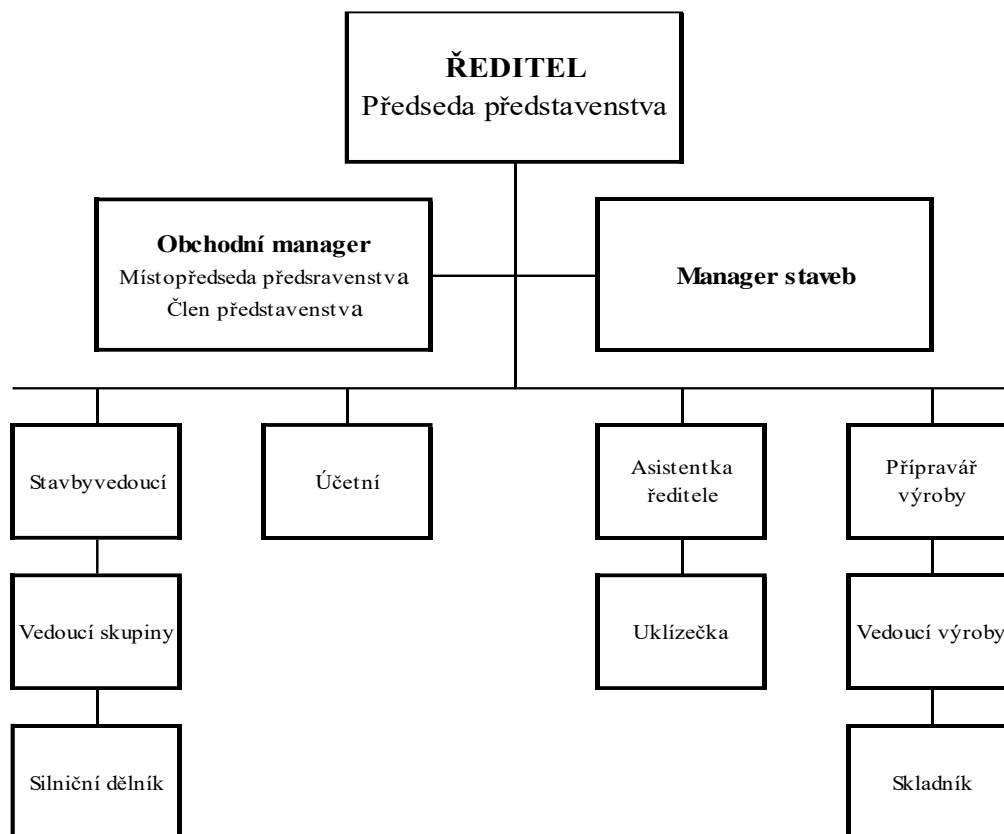 ŘEDITEL
Předseda představenstva
Obchodní manager
Místopředseda předsravenstva
Člen představenstva
Manager staveb
Stavbyvedoucí
Účetní
Asistentka
ředitele
Přípravář
výroby
Vedoucí skupiny
Uklízečka
Vedoucí výroby
Silniční dělník
Skladník